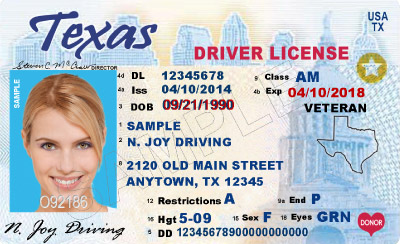 Texas
USA
TX
DRIVER LICENSE
Steven C. McCraw DIRECTOR
4d DL 12345678 9 Class AM
4a Iss 04/10/2014 4b Exp 04/10/2018
3 DOB 09/21/1990 VETERAN
1 SAMPLE
2 N. JOY DRIVING
8 2120 OLD MAIN STREET
ANYTOWN, TX 12345
12 Restrictions A 9a End P
16 Hgt 5-09 15 Sex F 18 Eyes GRN
5 DD 12345678900000000000
SAMPLE
092186
N. Joy Driving
DONOR
SAMPLE